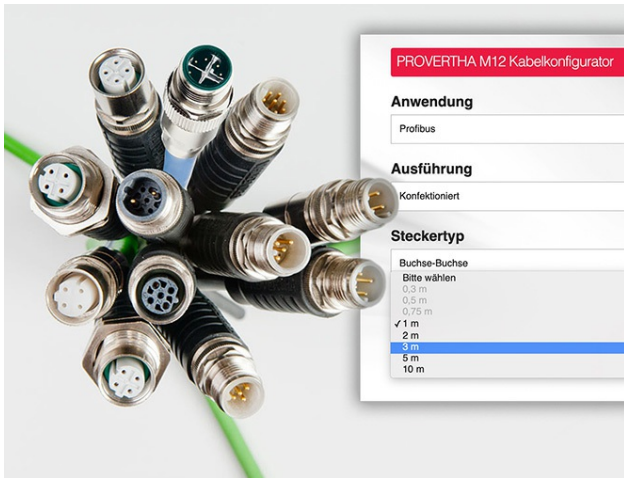 PROVERTHA M12 Kabelkonfigurator
Anwendung
Profibus
Ausführung
Konfektioniert
Steckertyp
Buchse-Buchse
Bitte wählen
0,3 m
0,5 m
0,75 m
✓ 1 m
2 m
3 m
5 m
10 m